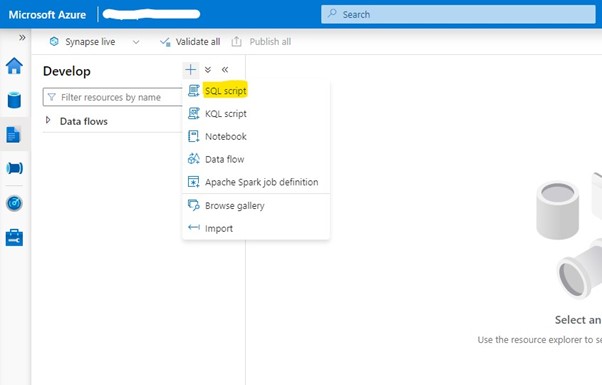 Microsoft Azure
Search
Synapse live
Validate all
Publish all
Develop
Filter resources by name
Data flows
SQL script
KQL script
Notebook
Data flow
Apache Spark job definition
Browse gallery
Import
Select an
Use the resource explorer to se